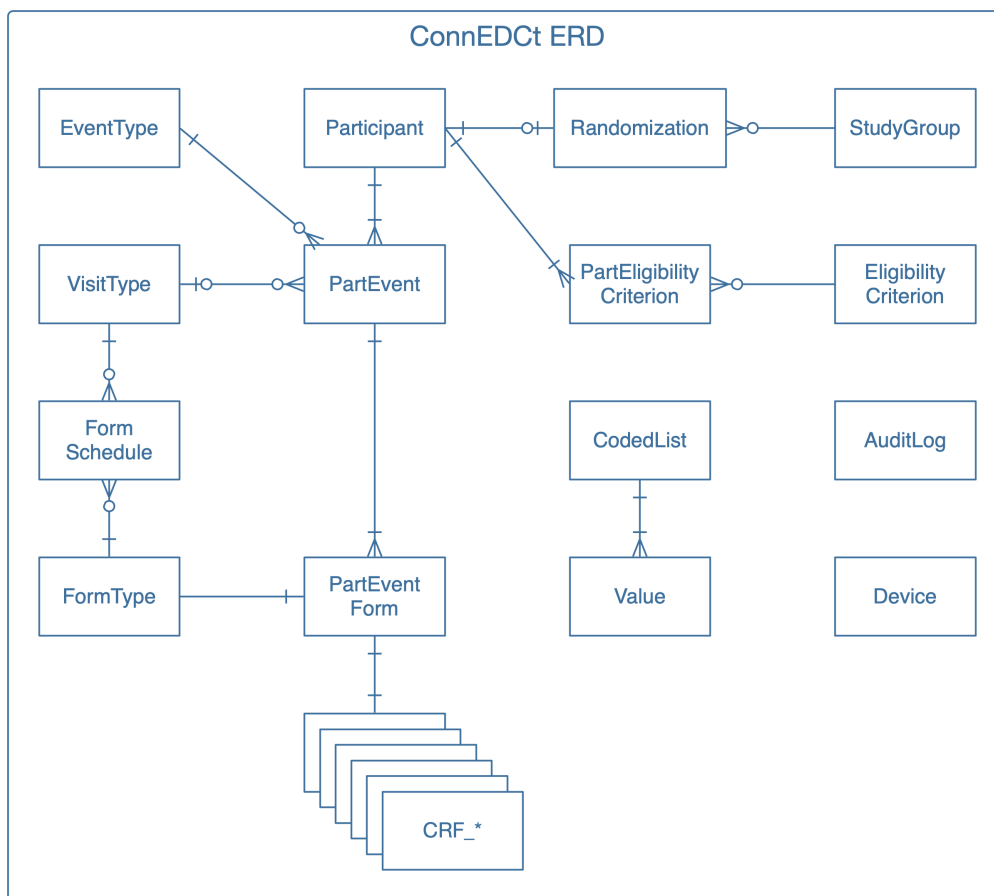 ConnEDCt ERD
EventType
Participant
Randomization
StudyGroup
VisitType
PartEvent
PartEligibility
Criterion
Eligibility
Criterion
Form
Schedule
CodedList
AuditLog
FormType
PartEvent
Form
Value
Device
CRF_*